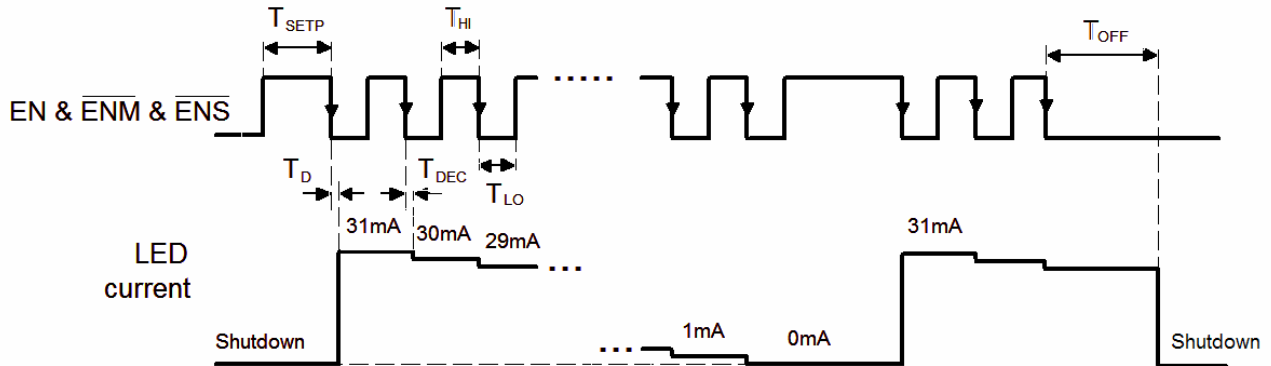 TSETP
THI
TOFF
EN & ENM & ENS
TD
TDEC
TLO
31mA
30mA
29mA
31mA
LED
current
Shutdown
1mA
0mA
Shutdown